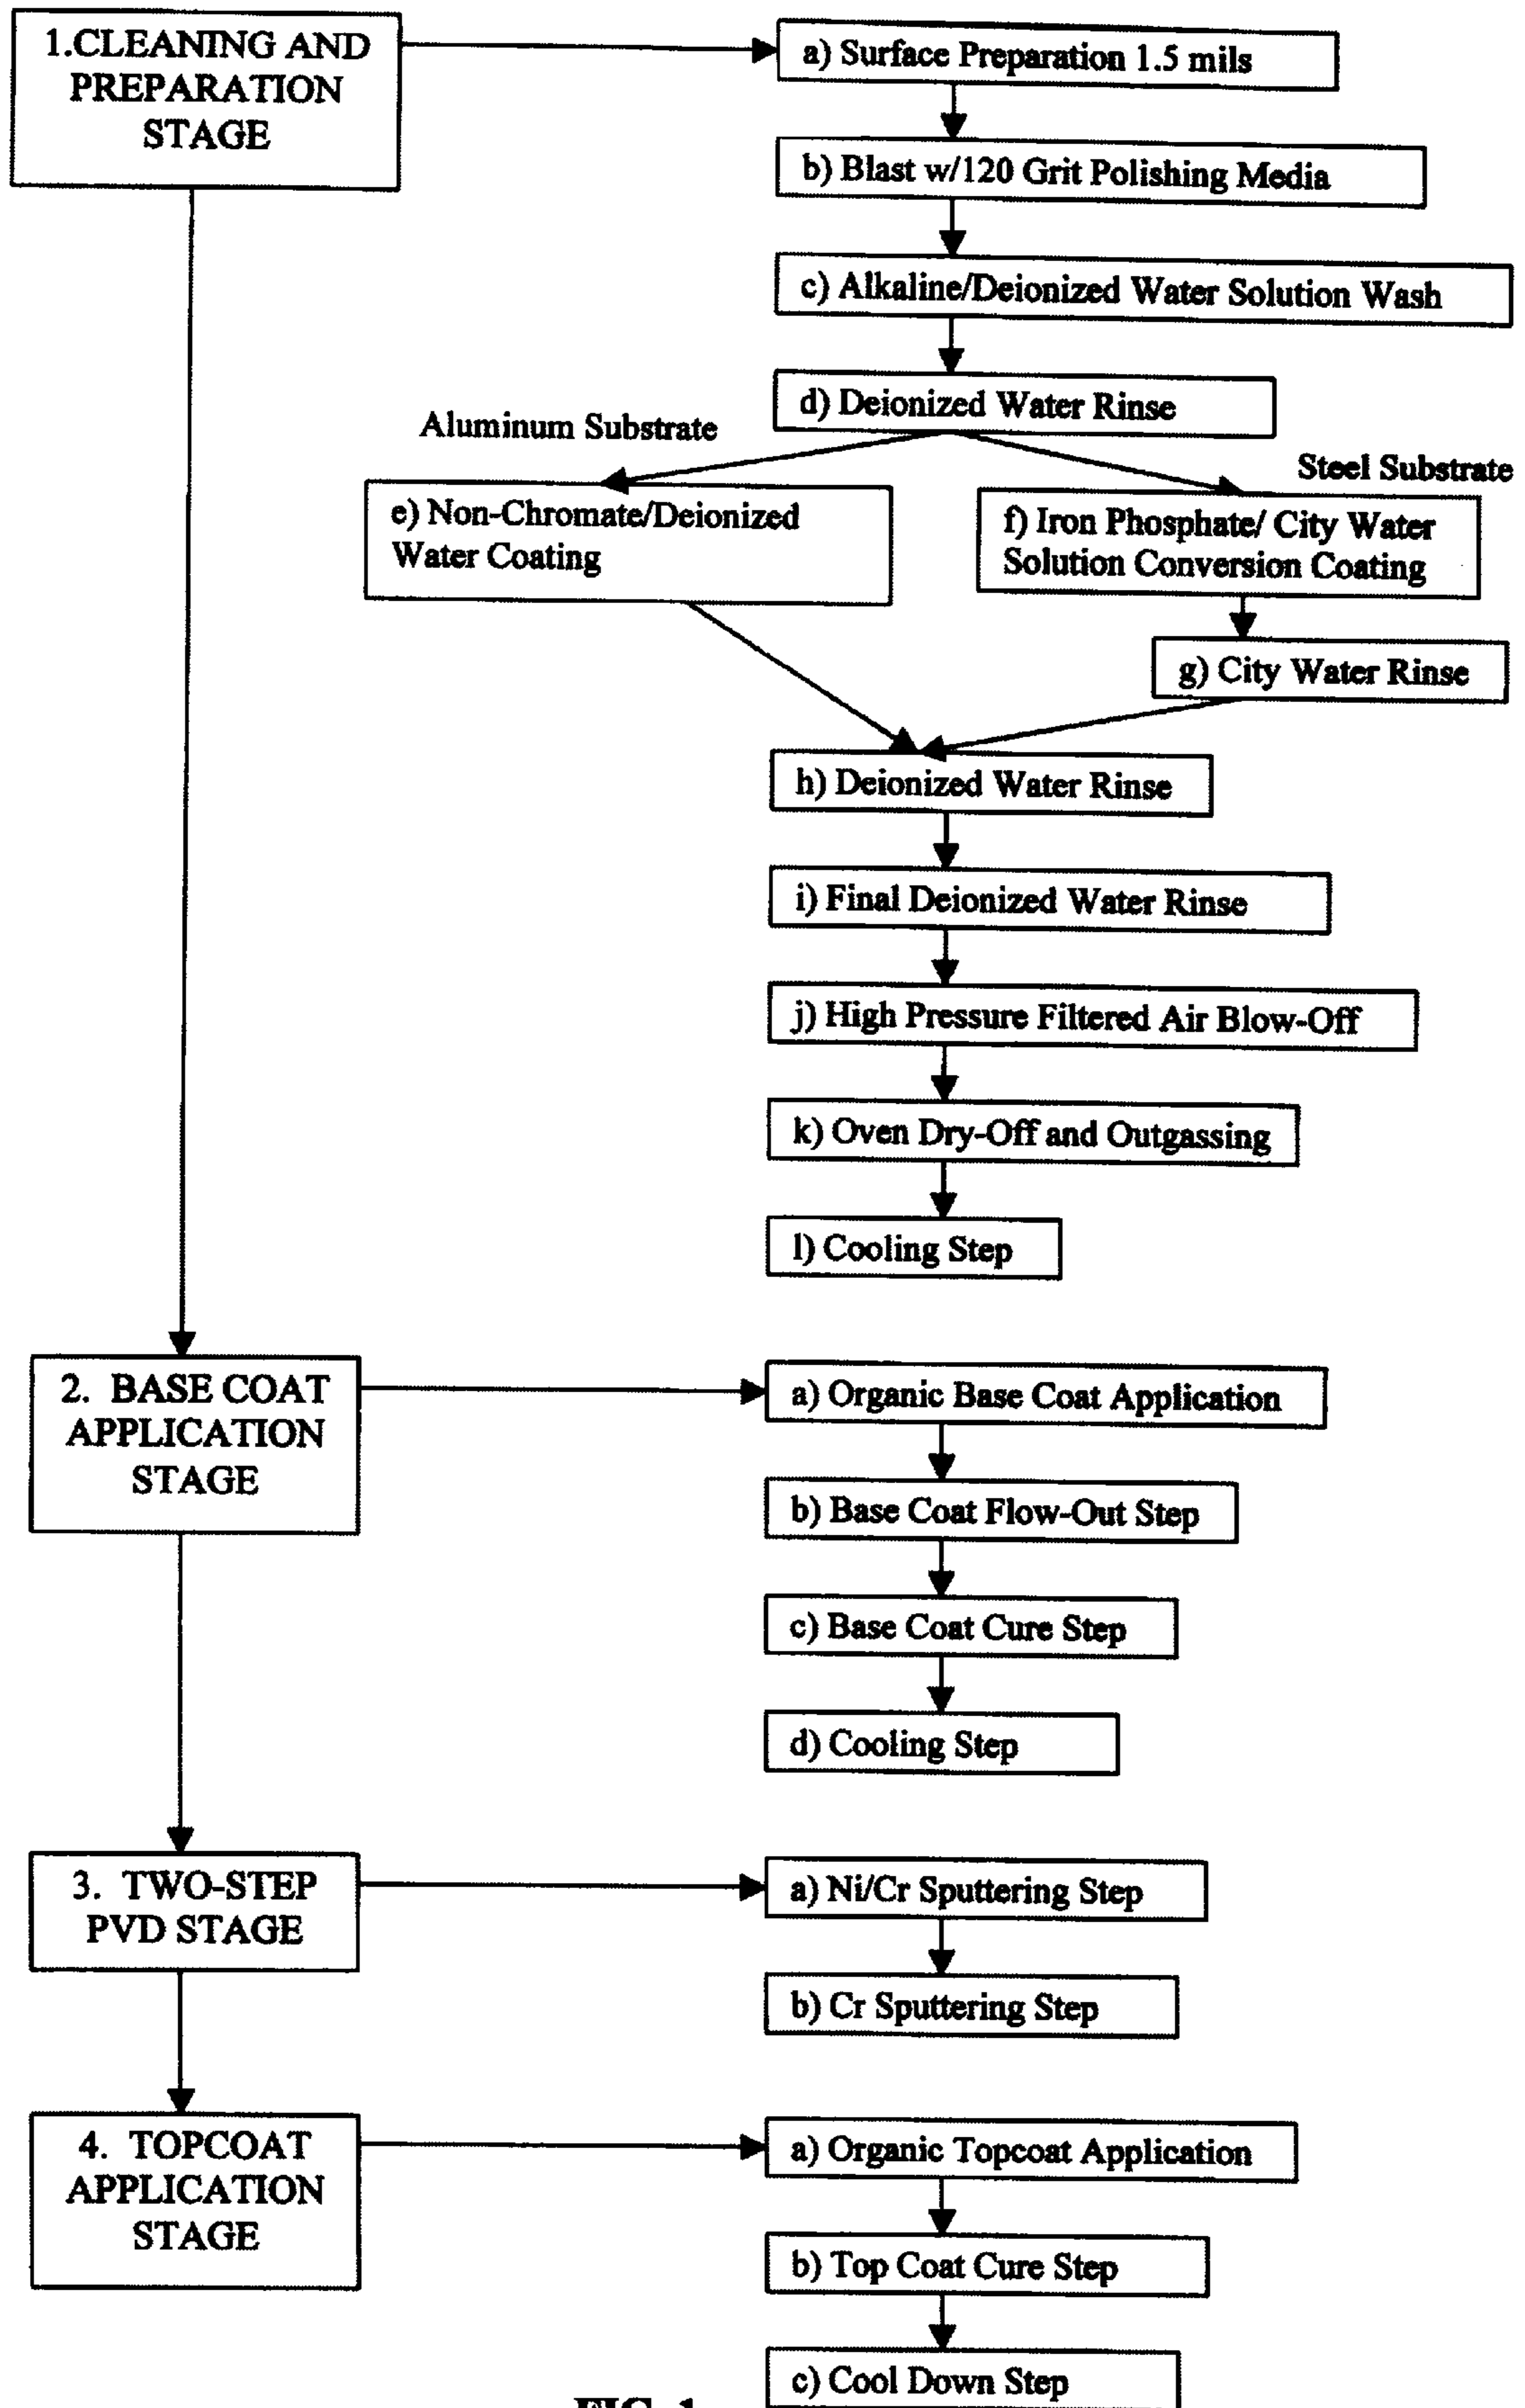 1.CLEANING AND
PREPARATION
STAGE
a) Surface Preparation 1.5 mils
b) Blast w/120 Grit Polishing Media
c) Alkaline/Deionized Water Solution Wash
d) Deionized Water Rinse
Aluminum Substrate
Steel Substrate
e) Non-Chromate/Deionized
Water Coating
f) Iron Phosphate/ City Water
Solution Conversion Coating
g) City Water Rinse
h) Deionized Water Rinse
i) Final Deionized Water Rinse
j) High Pressure Filtered Air Blow-Off
k) Oven Dry-Off and Outgassing
l) Cooling Step
2. BASE COAT
APPLICATION
STAGE
a) Organic Base Coat Application
b) Base Coat Flow-Out Step
c) Base Coat Cure Step
d) Cooling Step
3. TWO-STEP
PVD STAGE
a) Ni/Cr Sputtering Step
b) Cr Sputtering Step
4. TOPCOAT
APPLICATION
STAGE
a) Organic Topcoat Application
b) Top Coat Cure Step
c) Cool Down Step